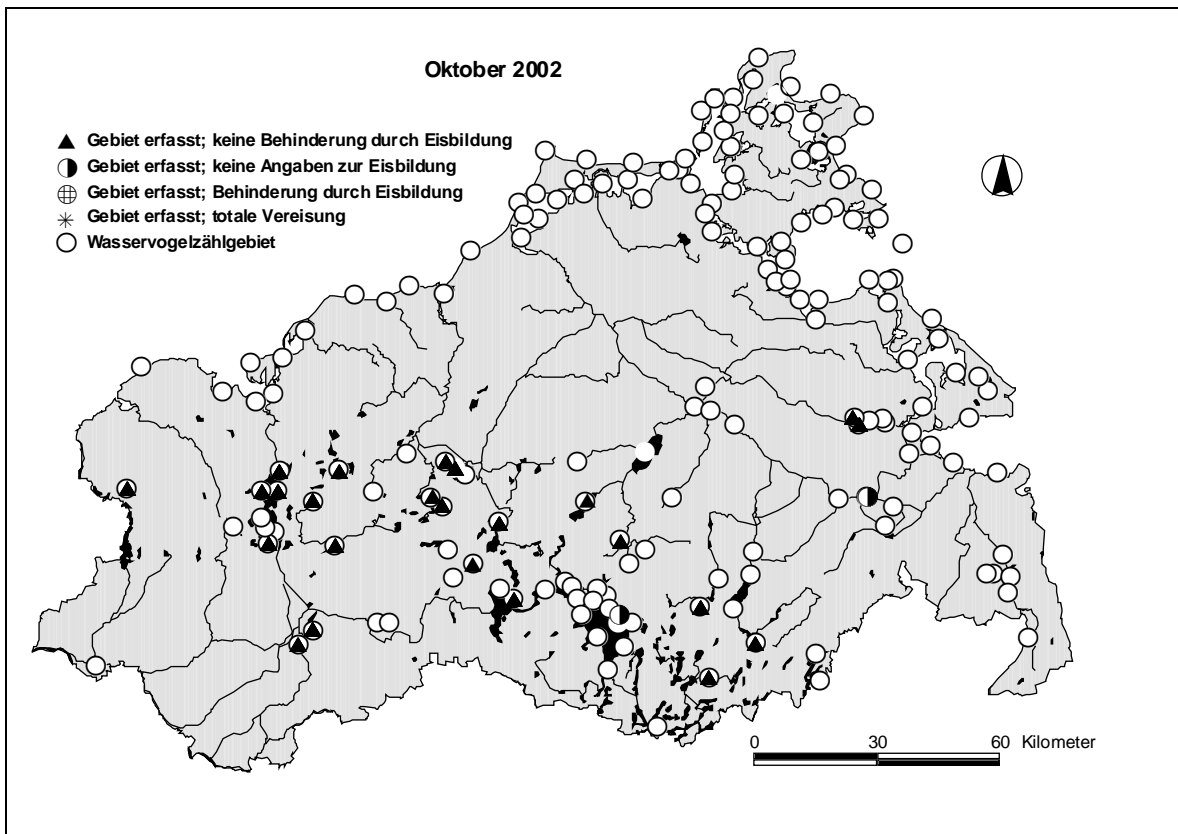 Oktober 2002
Gebiet erfasst; keine Behinderung durch Eisbildung
Gebiet erfasst; keine Angaben zur Eisbildung
Gebiet erfasst; Behinderung durch Eisbildung
Gebiet erfasst; totale Vereisung
Wasservogelzählgebiet
0 30 60 Kilometer